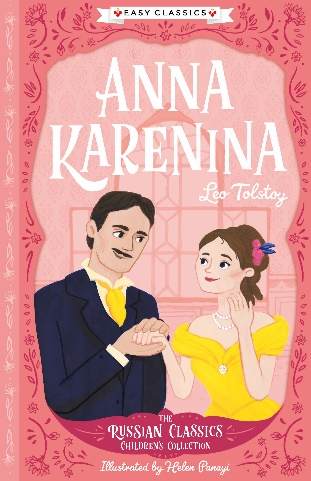 EASY CLASSICS
ANNA
KARENINA
Leo Tolstoy
THE
RUSSIAN CLASSICS
CHILDREN'S COLLECTION
Illustrated by Helen Panayi